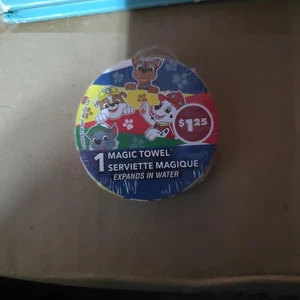 $1.25
1 MAGIC TOWEL
SERVIETTE MAGIQUE
EXPANDS IN WATER